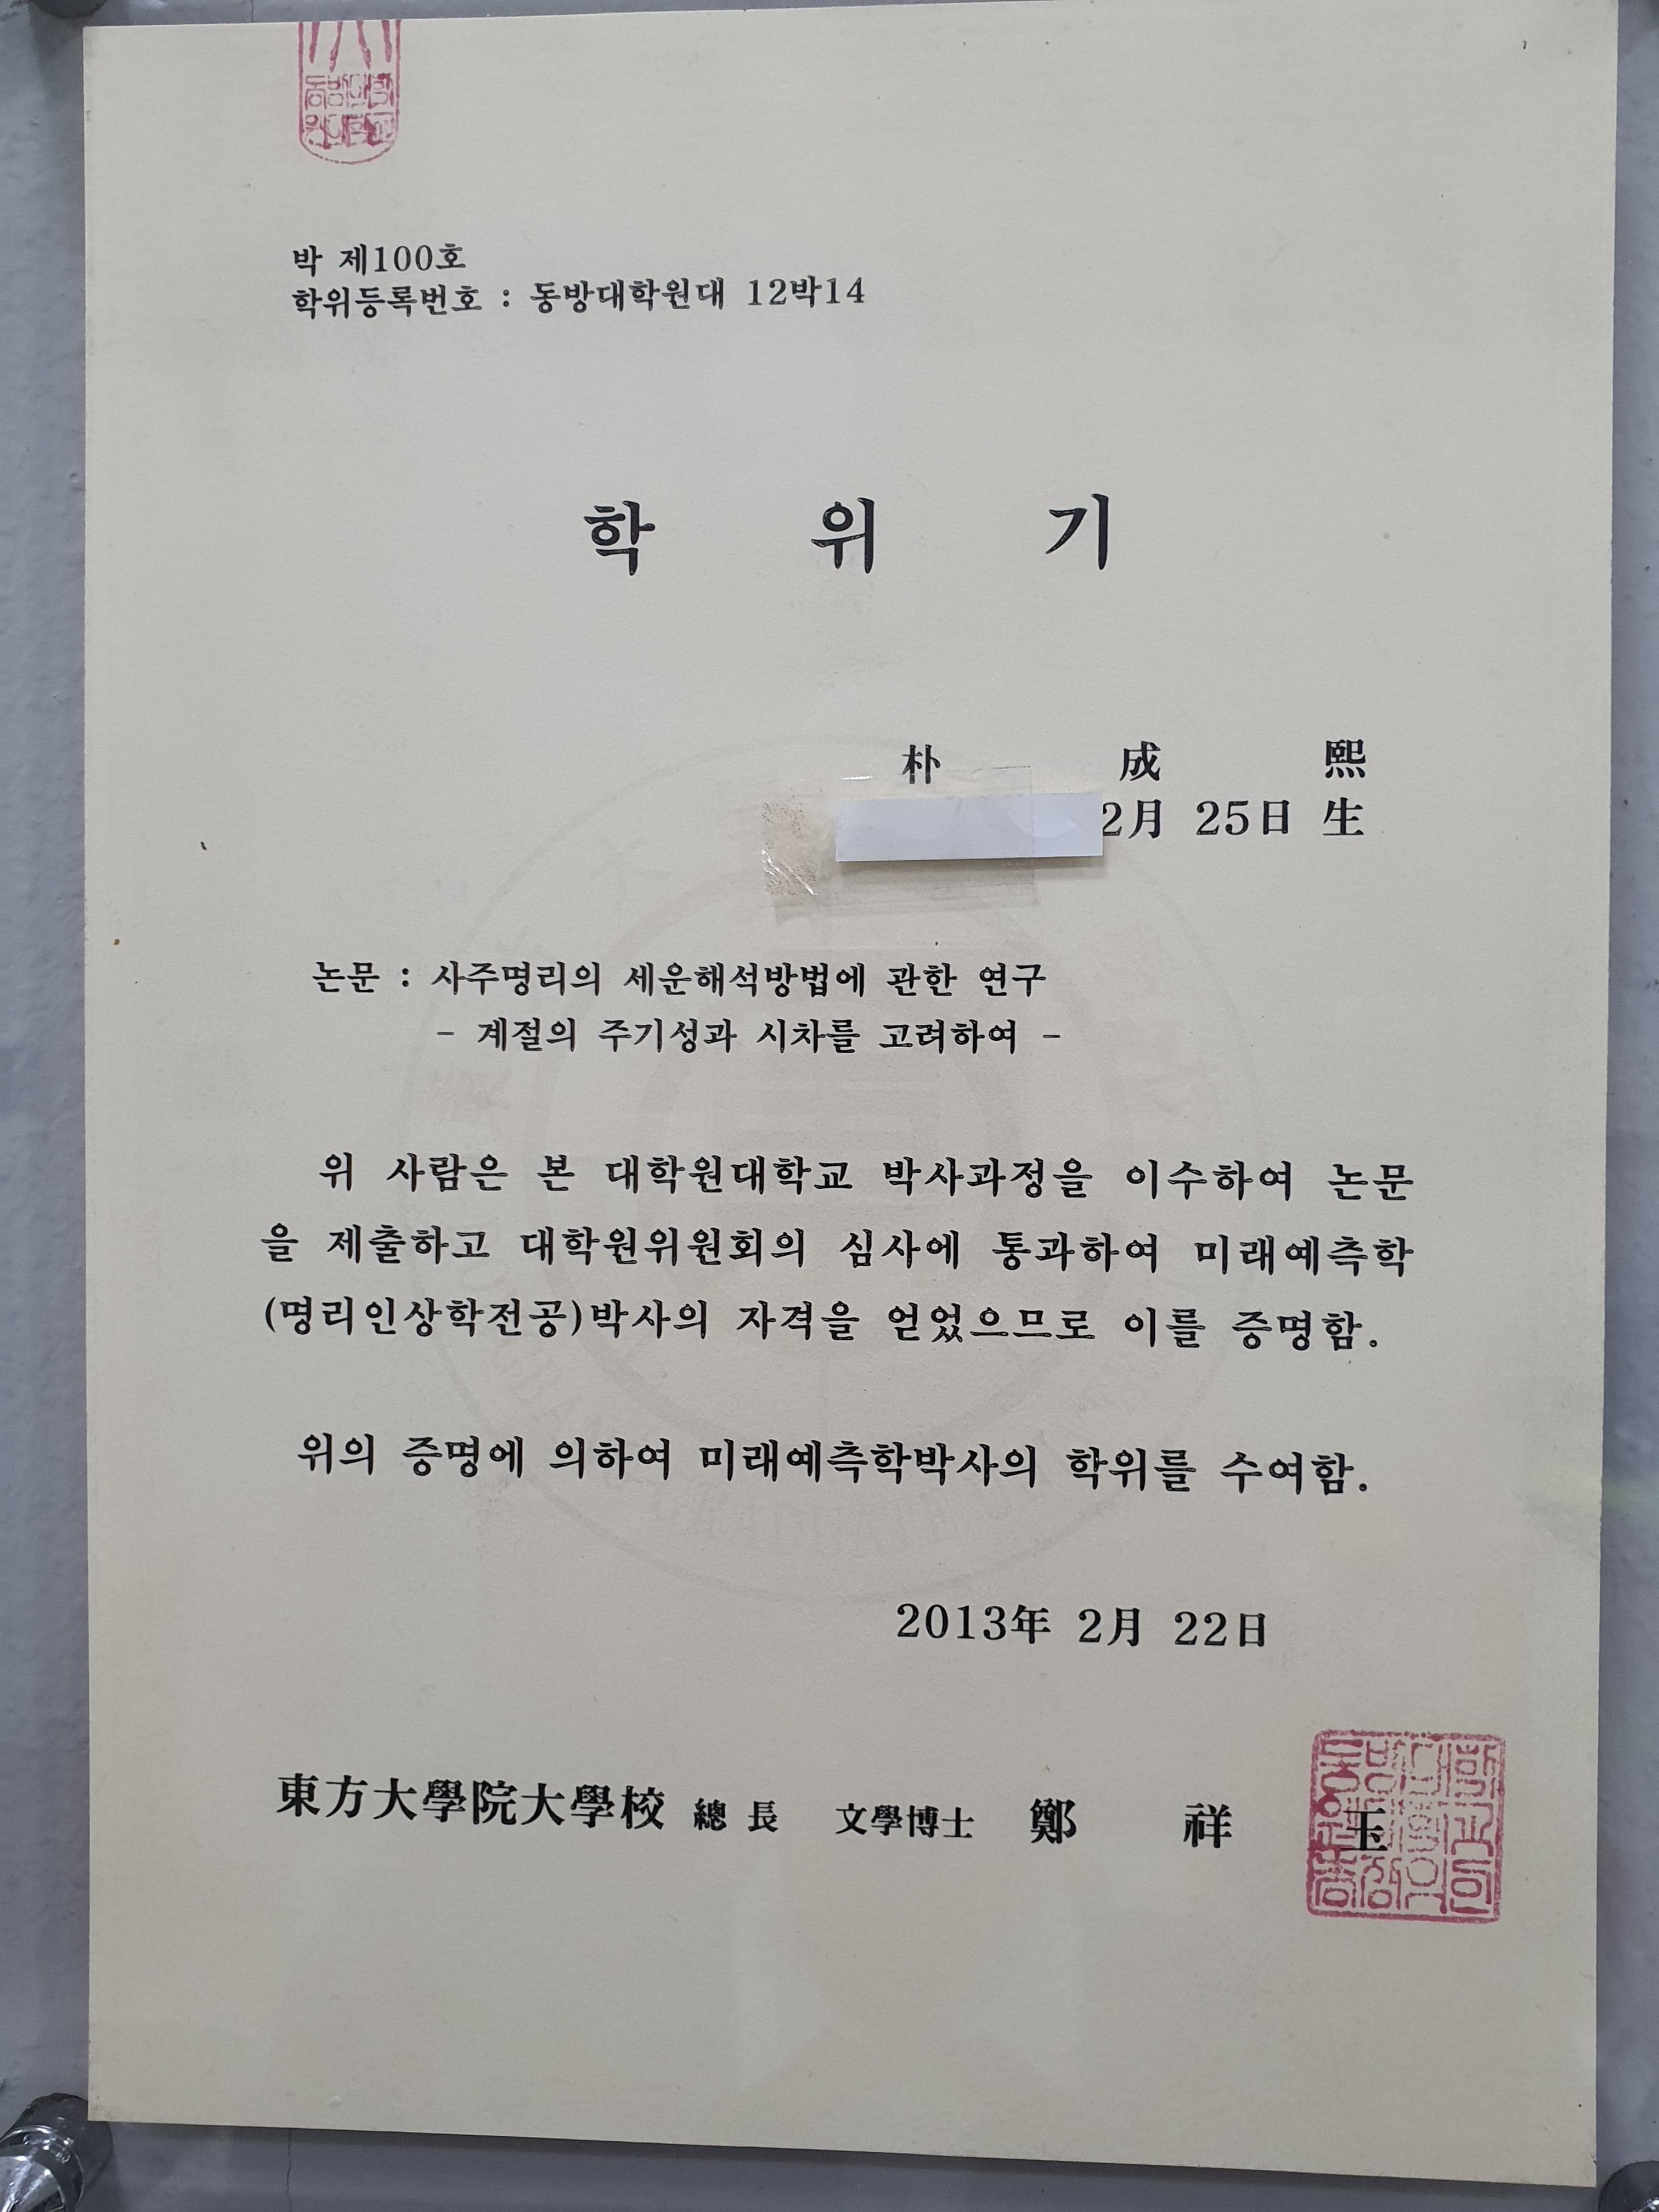 동방대학
원대학교
박 제100호
학위등록번호 : 동방대학원대 12박14
학 위 기
朴 成 熙
2月 25日 生
논문 : 사주명리의 세운해석방법에 관한 연구
- 계절의 주기성과 시차를 고려하여 -
위 사람은 본 대학원대학교 박사과정을 이수하여 논문
을 제출하고 대학원위원회의 심사에 통과하여 미래예측학
(명리인상학전공)박사의 자격을 얻었으므로 이를 증명함.
위의 증명에 의하여 미래예측학박사의 학위를 수여함.
2013年 2月 22日
東方大學院大學校 總長 文學博士 鄭 祥 玉